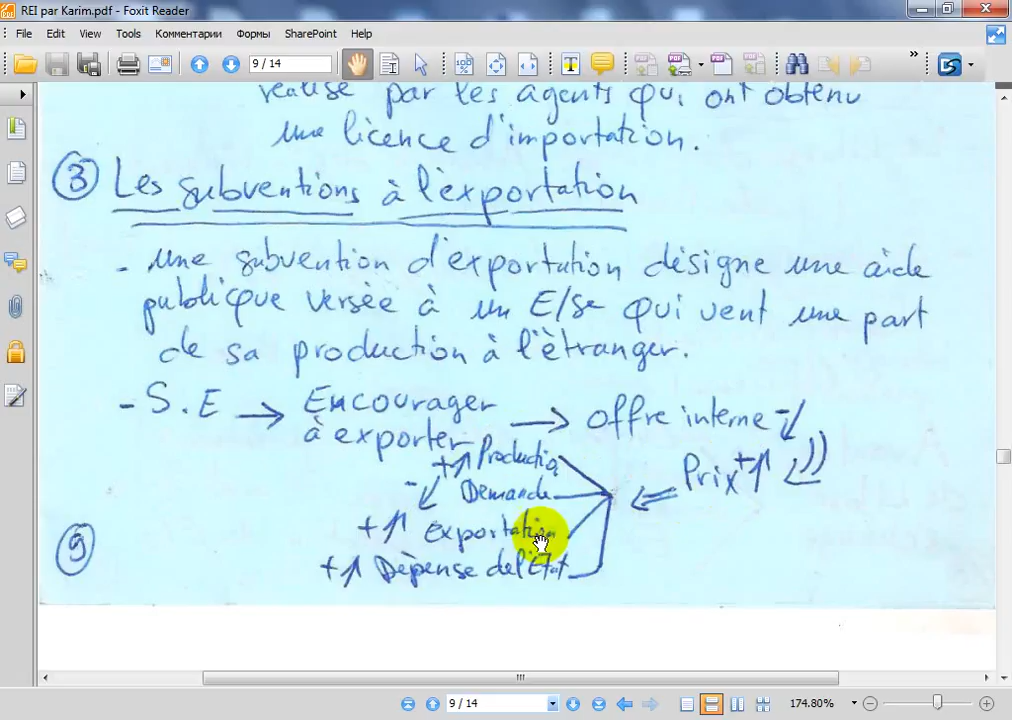 REI par Karim.pdf - Foxit Reader
File Edit View Tools Комментарии Формы SharePoint Help
9 / 14
réalisé par les agents qui ont obtenu
une licence d'importation.
③ Les subventions à l'exportation
- une subvention d'exportation désigne une aide
publique versée à un E/Se qui vent une part
de sa production à l'étranger.
- S.E → Encourager à exporter → offre interne - ↙
Prix + ↗
+ ↗ Production
- ↙ Demande
+ ↗ Exportation
+ ↗ Dépense de l'Etat
⑨
9 / 14 174.80%